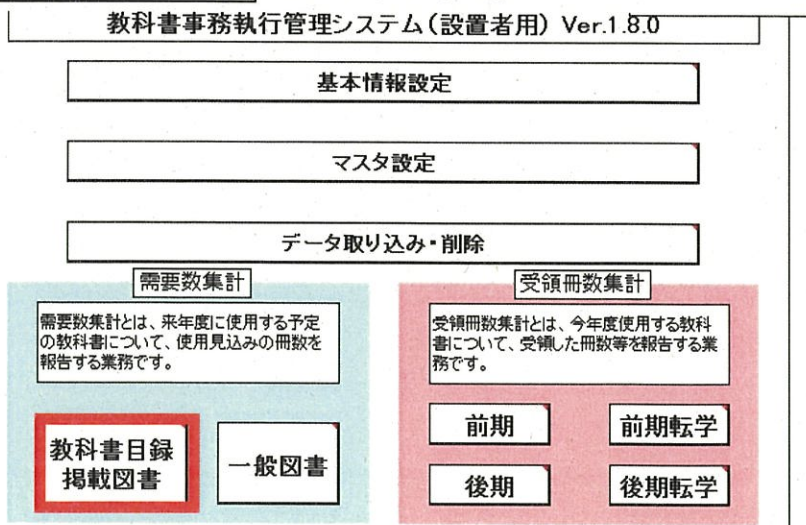 教科書事務執行管理システム(設置者用) Ver.1.8.0
基本情報設定
マスタ設定
データ取り込み・削除
需要数集計
需要数集計とは、来年度に使用する予定
の教科書について、使用見込みの冊数を
報告する業務です。
教科書目録
掲載図書
一般図書
受領冊数集計
受領冊数集計とは、今年度使用する教科
書について、受領した冊数等を報告する業
務です。
前期
前期転学
後期
後期転学